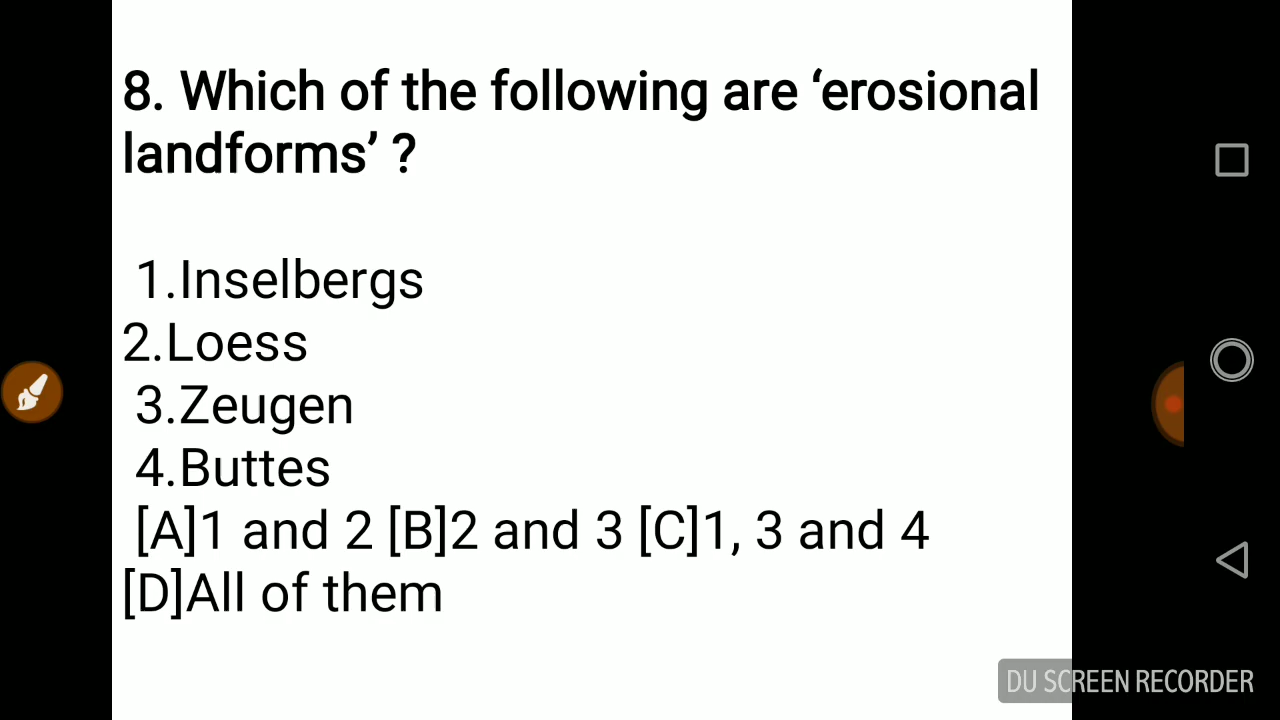 8. Which of the following are ‘erosional
landforms’ ?
1.Inselbergs
2.Loess
3.Zeugen
4.Buttes
[A]1 and 2 [B]2 and 3 [C]1, 3 and 4
[D]All of them
DU SCREEN RECORDER